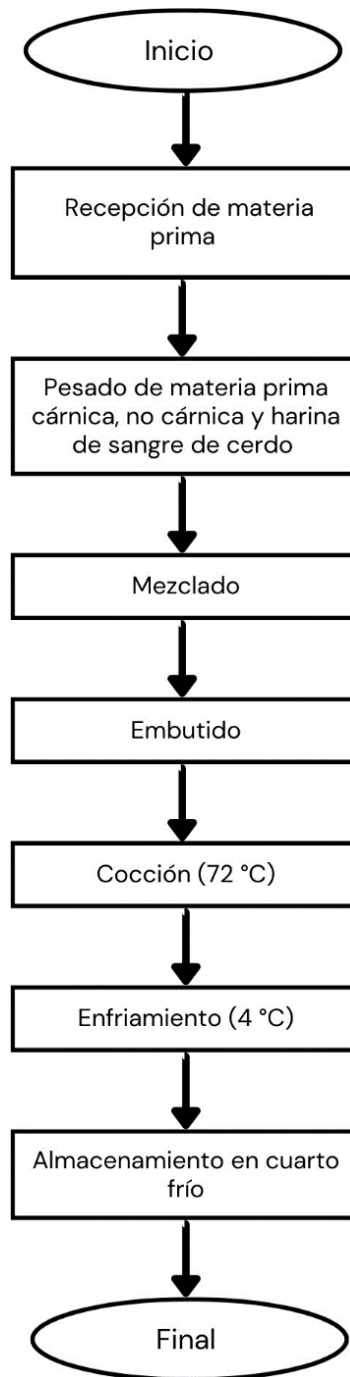 Inicio
Recepción de materia
prima
Pesado de materia prima
cárnica, no cárnica y harina
de sangre de cerdo
Mezclado
Embutido
Cocción (72 °C)
Enfriamiento (4 °C)
Almacenamiento en cuarto
frío
Final